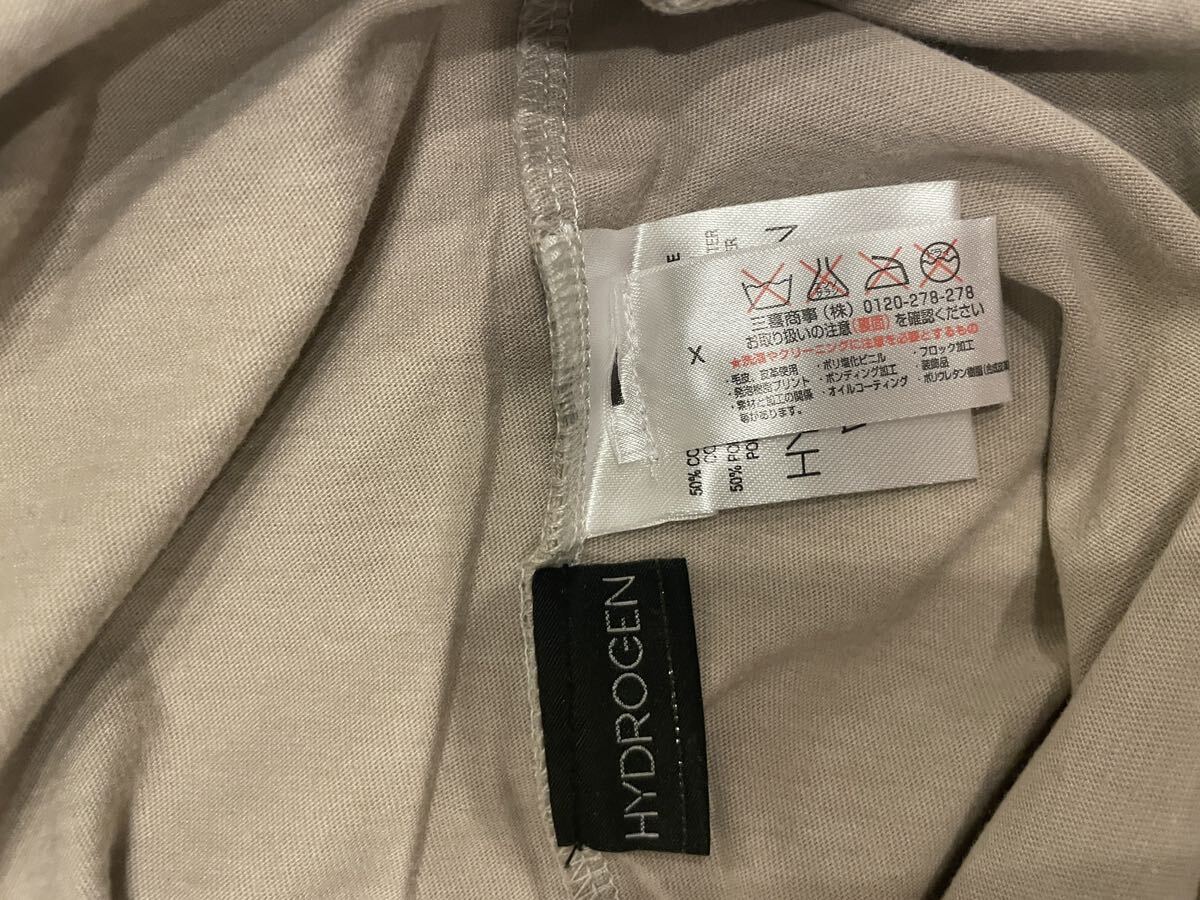 三喜商事(株) 0120-278-278
お取り扱いの注意(裏面)を確認ください
★洗濯やクリーニングに注意を必要とするもの
・毛皮、皮革使用 ・ポリ塩化ビニル ・フロック加工
・発泡樹脂プリント ・ボンディング加工 装飾品
・素材と加工の関係 ・オイルコーティング ・ポリウレタン樹脂(合成皮革
等があります。
X
50% CO
50% PO
HYDROGEN